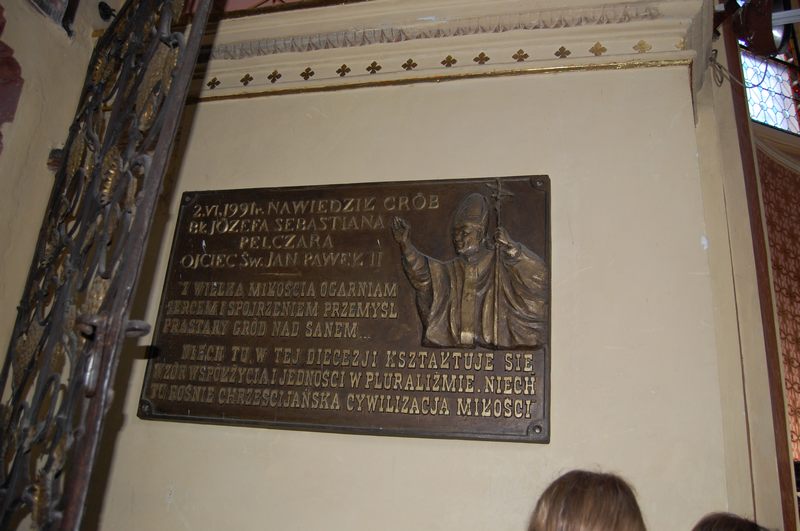 2.VI.1991r. NAWIEDZIŁ GRÓB
BŁ. JÓZEFA SEBASTIANA
PELCZARA
OJCIEC ŚW. JAN PAWEŁ II
"Z WIELKĄ MIŁOŚCIĄ OGARNIAM
SERCEM I SPOJRZENIEM PRZEMYŚL
PRASTARY GRÓD NAD SANEM...
NIECH TU, W TEJ DIECEZJI KSZTAŁTUJE SIĘ
WZÓR WSPÓŁŻYCIA I JEDNOŚCI W PLURALIŹMIE. NIECH
TU ROŚNIE CHRZEŚCIJAŃSKA CYWILIZACJA MIŁOŚCI